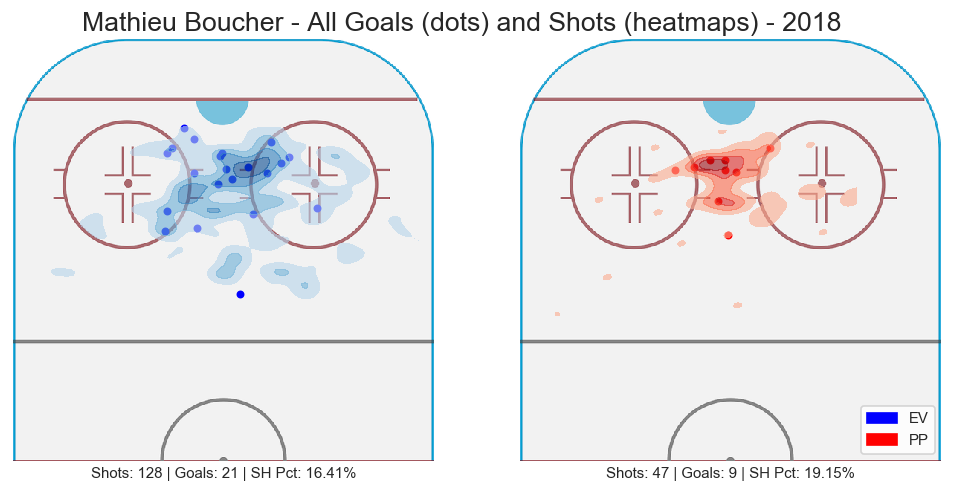 Mathieu Boucher - All Goals (dots) and Shots (heatmaps) - 2018
EV
PP
Shots: 128 | Goals: 21 | SH Pct: 16.41%
Shots: 47 | Goals: 9 | SH Pct: 19.15%